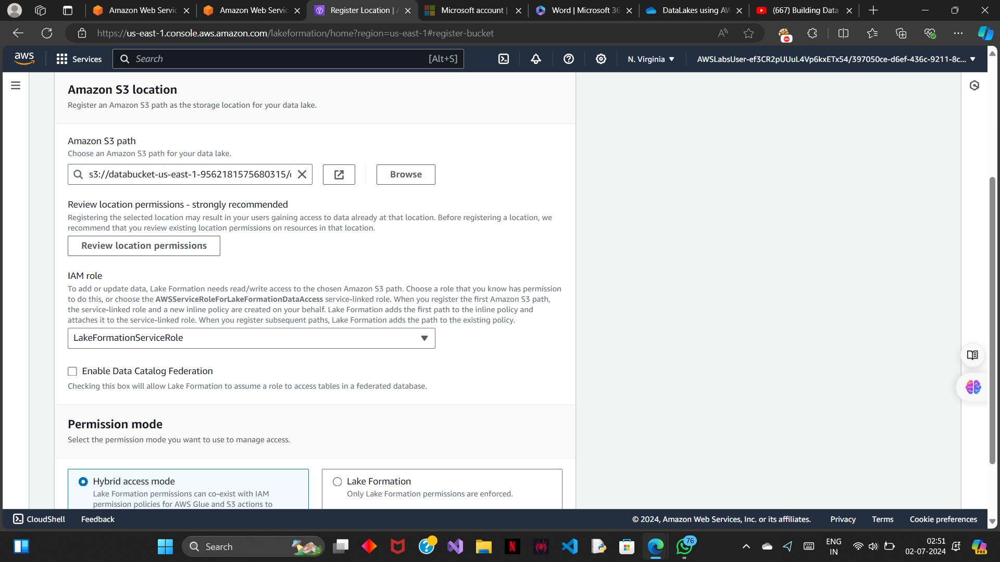 Amazon Web Servic
Amazon Web Servic
Register Location | A
Microsoft account |
Word | Microsoft 36
DataLakes using AW
(667) Building Data
https://us-east-1.console.aws.amazon.com/lakeformation/home?region=us-east-1#register-bucket
aws
Services
Search
[Alt+S]
N. Virginia
AWSLabsUser-ef3CR2pUUuL4Vp6kxETx54/397050ce-d6ef-436c-9211-8c...
Amazon S3 location
Register an Amazon S3 path as the storage location for your data lake.
Amazon S3 path
Choose an Amazon S3 path for your data lake.
s3://databucket-us-east-1-9562181575680315/
Browse
Review location permissions - strongly recommended
Registering the selected location may result in your users gaining access to data already at that location. Before registering a location, we
recommend that you review existing location permissions on resources in that location.
Review location permissions
IAM role
To add or update data, Lake Formation needs read/write access to the chosen Amazon S3 path. Choose a role that you know has permission
to do this, or choose the AWSServiceRoleForLakeFormationDataAccess service-linked role. When you register the first Amazon S3 path,
the service-linked role and a new inline policy are created on your behalf. Lake Formation adds the first path to the inline policy and
attaches it to the service-linked role. When you register subsequent paths, Lake Formation adds the path to the existing policy.
LakeFormationServiceRole
Enable Data Catalog Federation
Checking this box will allow Lake Formation to assume a role to access tables in a federated database.
Permission mode
Select the permission mode you want to use to manage access.
Hybrid access mode
Lake Formation permissions can co-exist with IAM
permission policies for AWS Glue and S3 actions to
Lake Formation
Only Lake Formation permissions are enforced.
CloudShell
Feedback
© 2024, Amazon Web Services, Inc. or its affiliates.
Privacy
Terms
Cookie preferences
Search
76
ENG
IN
02:51
02-07-2024
PRE